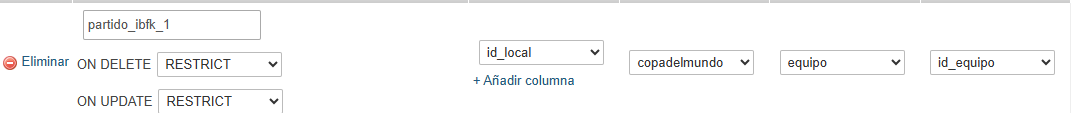 partido_ibfk_1
Eliminar
ON DELETE RESTRICT
ON UPDATE RESTRICT
id_local
+ Añadir columna
copadelmundo
equipo
id_equipo